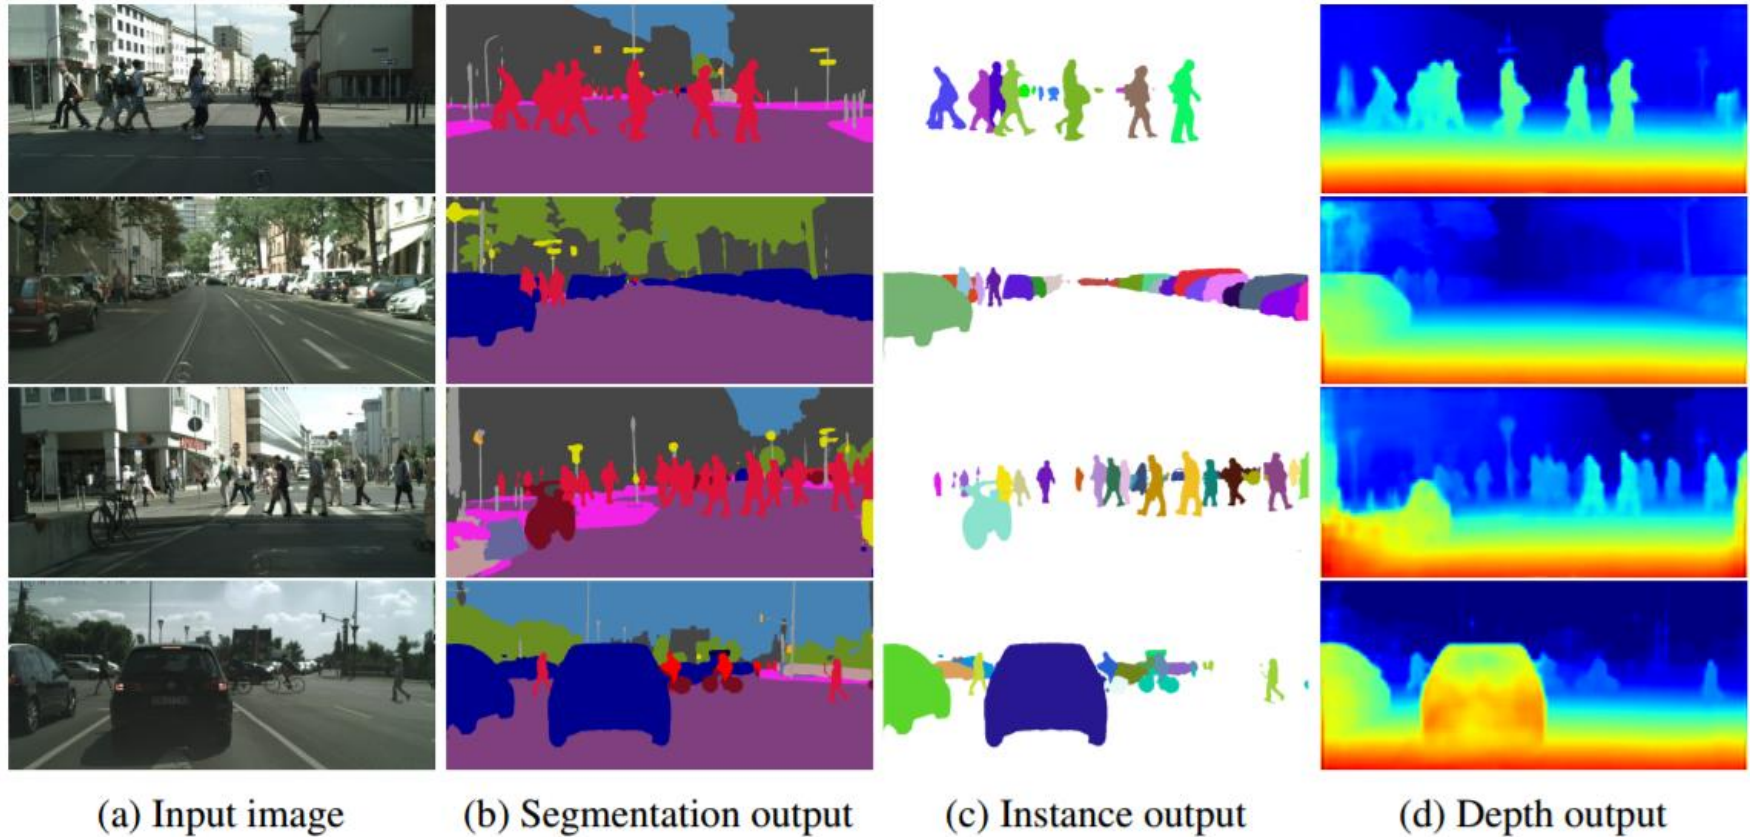 (a) Input image
(b) Segmentation output
(c) Instance output
(d) Depth output